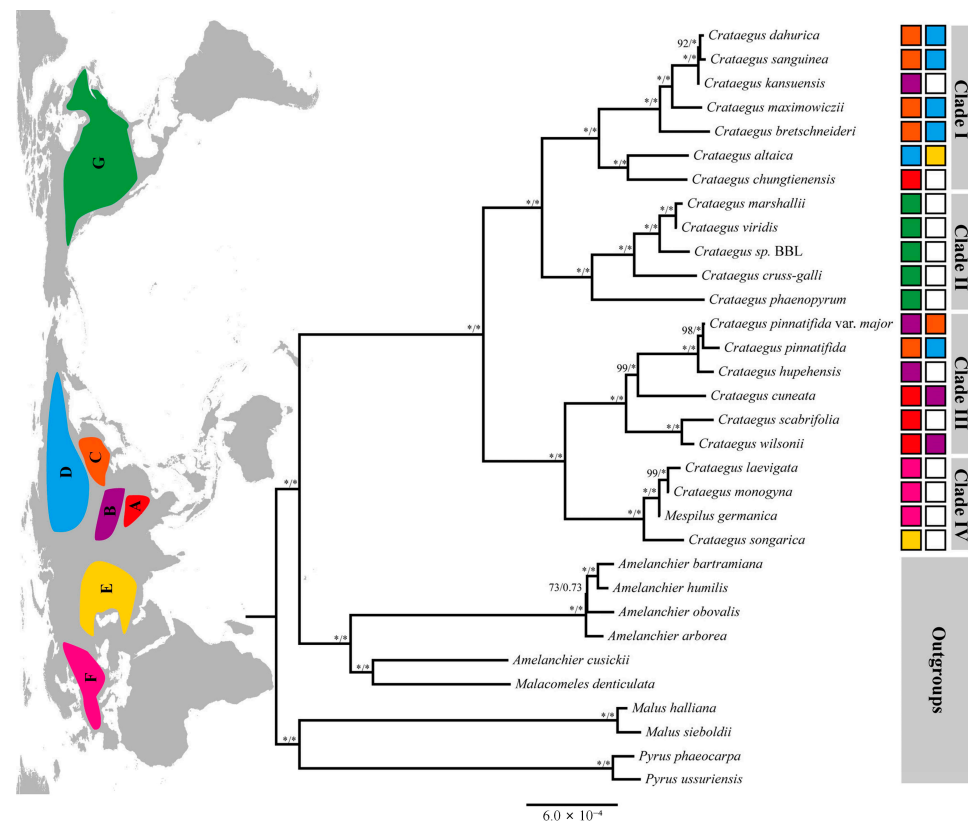 G
D
C
B
A
E
F
Crataegus dahurica
Crataegus sanguinea
Crataegus kansuensis
Crataegus maximowiczii
Crataegus bretschneideri
Crataegus altaica
Crataegus chungtienensis
Crataegus marshallii
Crataegus viridis
Crataegus sp. BBL
Crataegus cruss-galli
Crataegus phaenopyrum
Crataegus pinnatifida var. major
Crataegus pinnatifida
Crataegus hupehensis
Crataegus cuneata
Crataegus scabrifolia
Crataegus wilsonii
Crataegus laevigata
Crataegus monogyna
Mespilus germanica
Crataegus songarica
Amelanchier bartramiana
Amelanchier humilis
Amelanchier obovalis
Amelanchier arborea
Amelanchier cusickii
Malacomeles denticulata
Malus halliana
Malus sieboldii
Pyrus phaeocarpa
Pyrus ussuriensis
92/*
*/*
*/*
*/*
*/*
*/*
*/*
*/*
*/*
*/*
*/*
*/*
98/*
*/*
99/*
*/*
*/*
*/*
99/*
*/*
*/*
*/*
*/*
73/0.73
*/*
*/*
*/*
*/*
*/*
*/*
Clade I
Clade II
Clade III
Clade IV
Outgroups
6.0 × 10⁻⁴